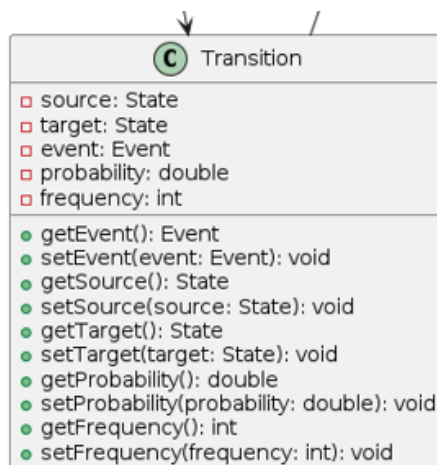 C Transition
source: State
target: State
event: Event
probability: double
frequency: int
getEvent(): Event
setEvent(event: Event): void
getSource(): State
setSource(source: State): void
getTarget(): State
setTarget(target: State): void
getProbability(): double
setProbability(probability: double): void
getFrequency(): int
setFrequency(frequency: int): void